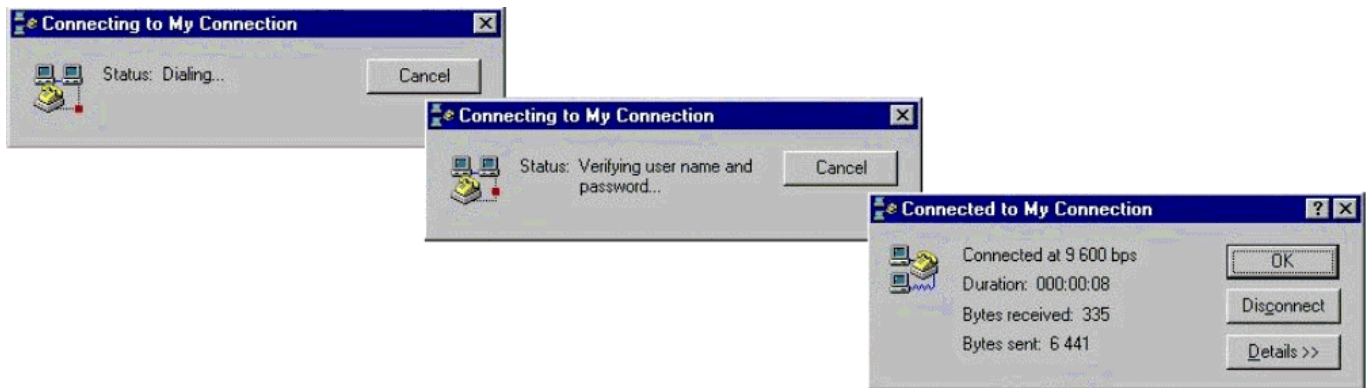 Connecting to My Connection
Status: Dialing...
Cancel
Connecting to My Connection
Status: Verifying user name and
password...
Cancel
Connected to My Connection
Connected at 9 600 bps
OK
Duration: 000:00:08
Bytes received: 335
Disconnect
Bytes sent: 6 441
Details >>